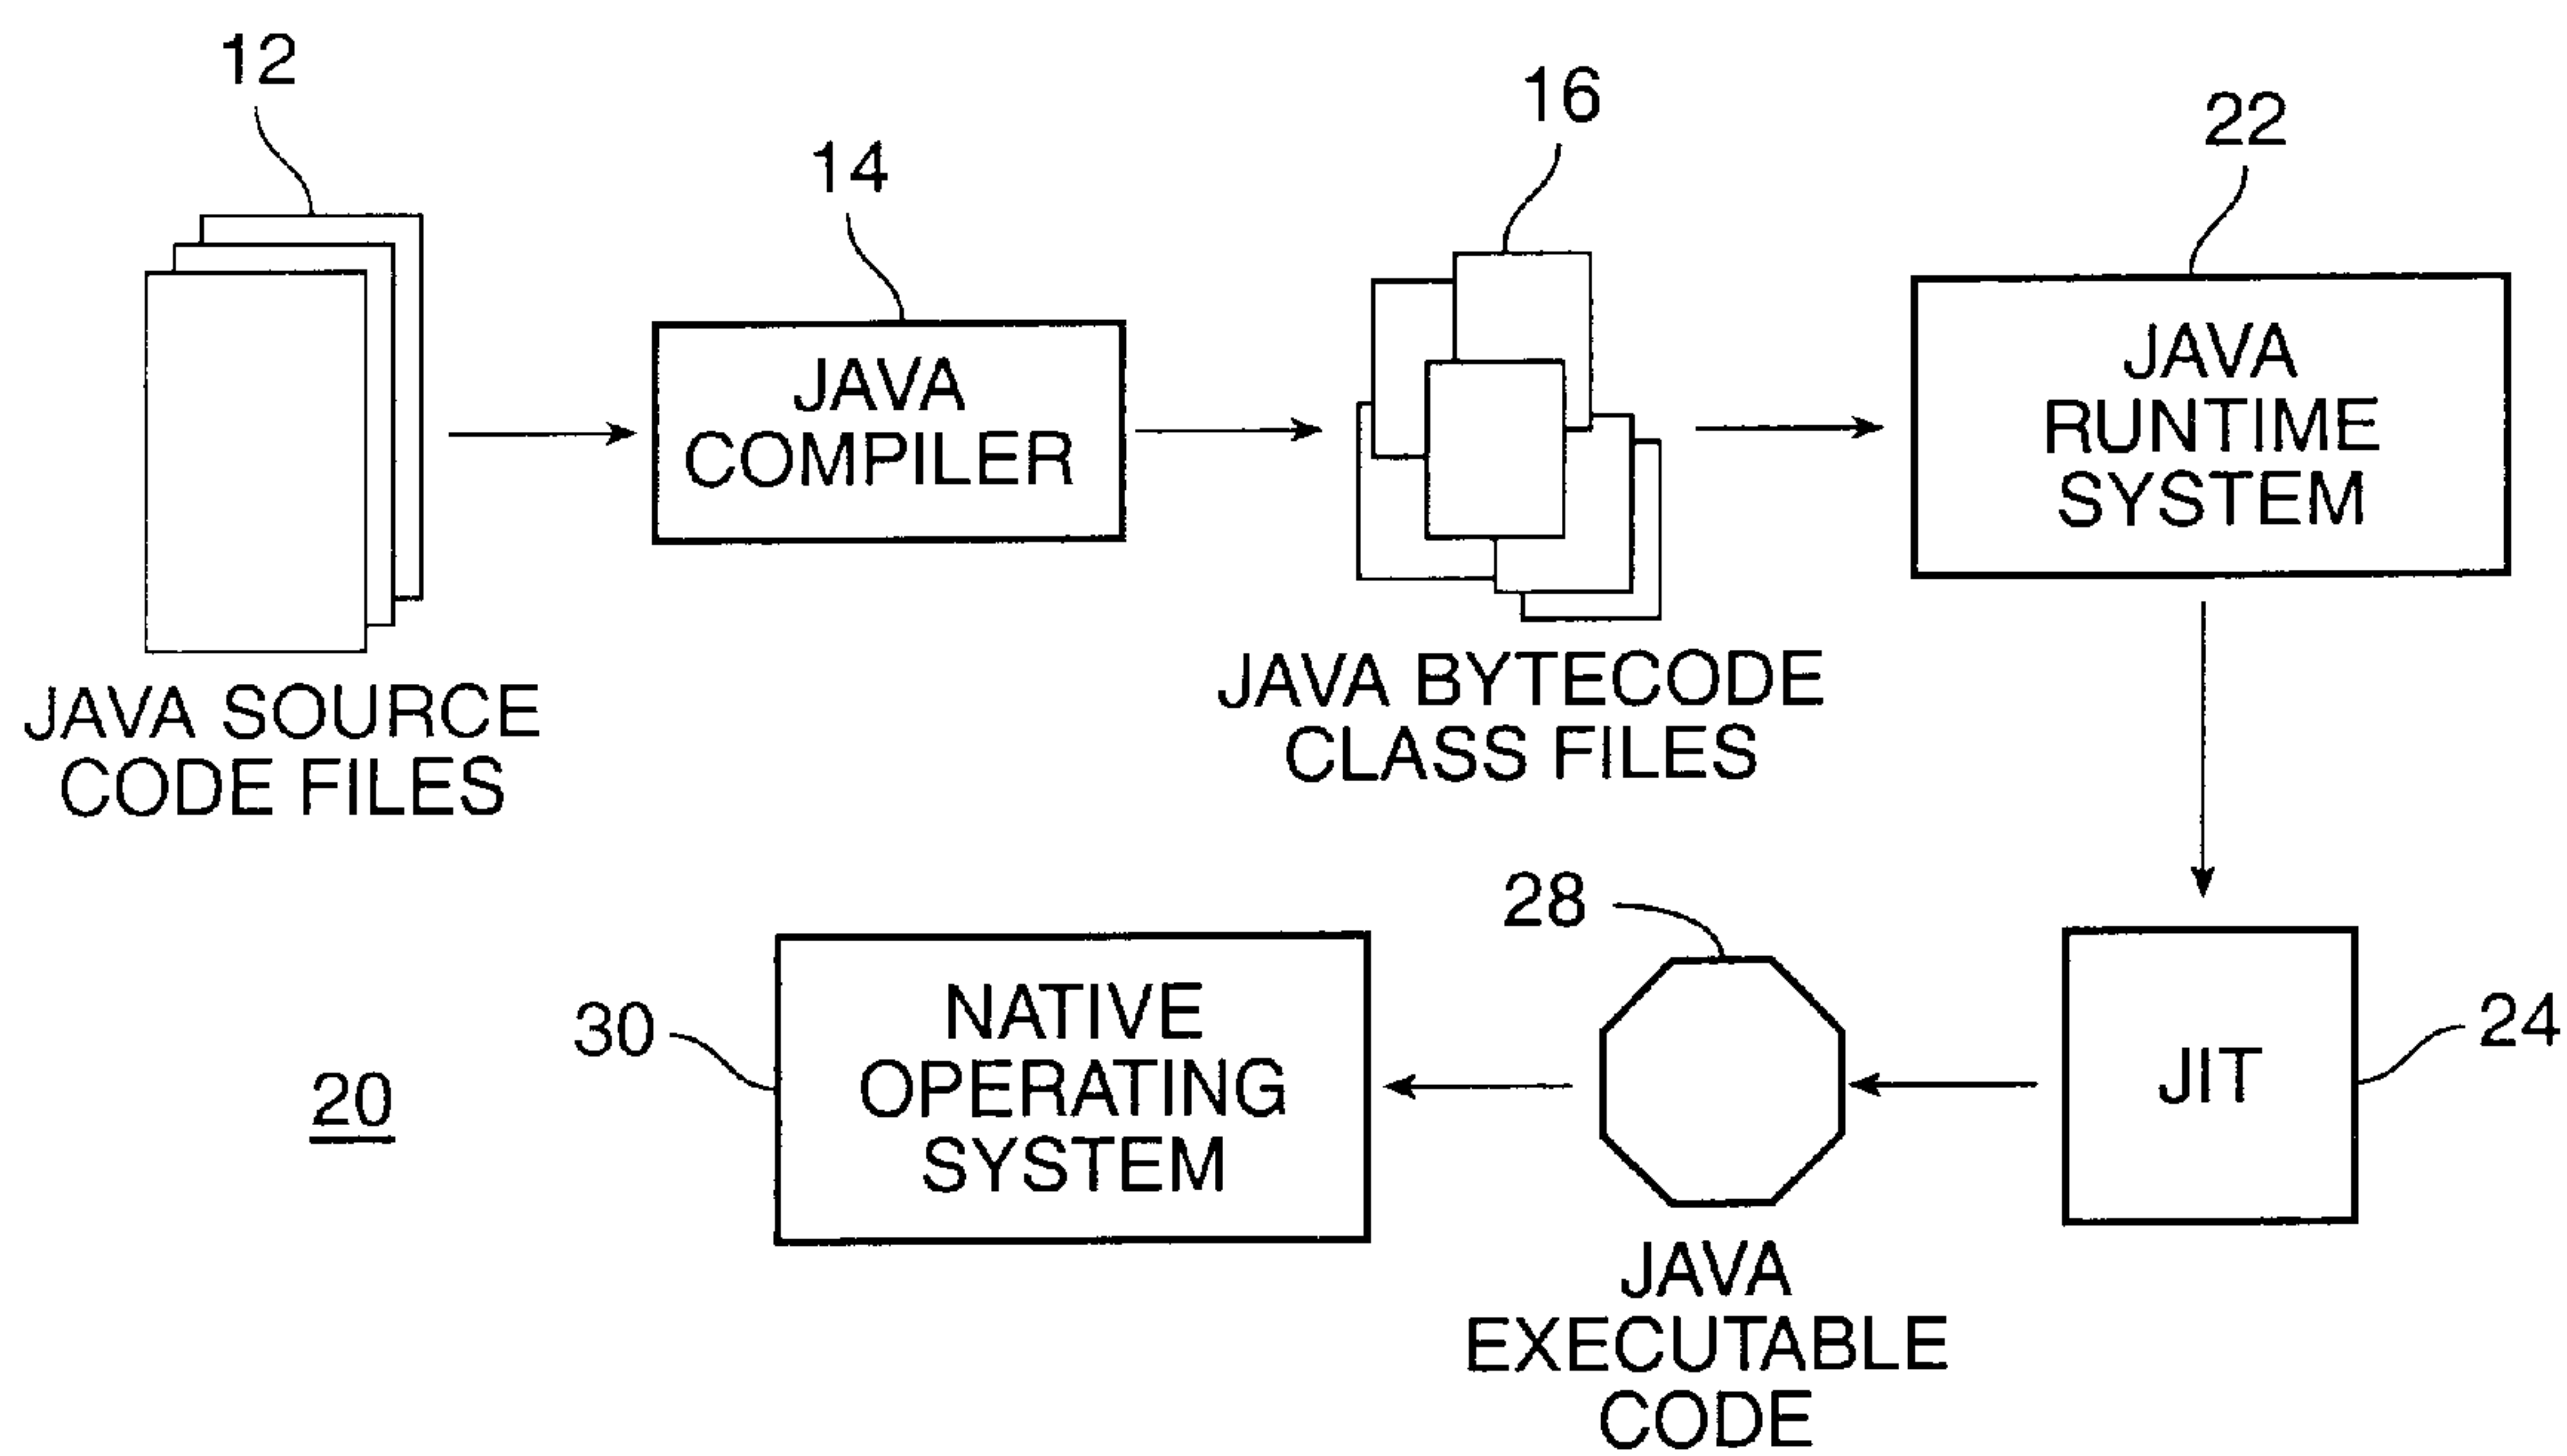 12
14
16
22
JAVA
COMPILER
JAVA
RUNTIME
SYSTEM
JAVA SOURCE
CODE FILES
JAVA BYTECODE
CLASS FILES
28
30
NATIVE
OPERATING
SYSTEM
JIT
24
20
JAVA
EXECUTABLE
CODE